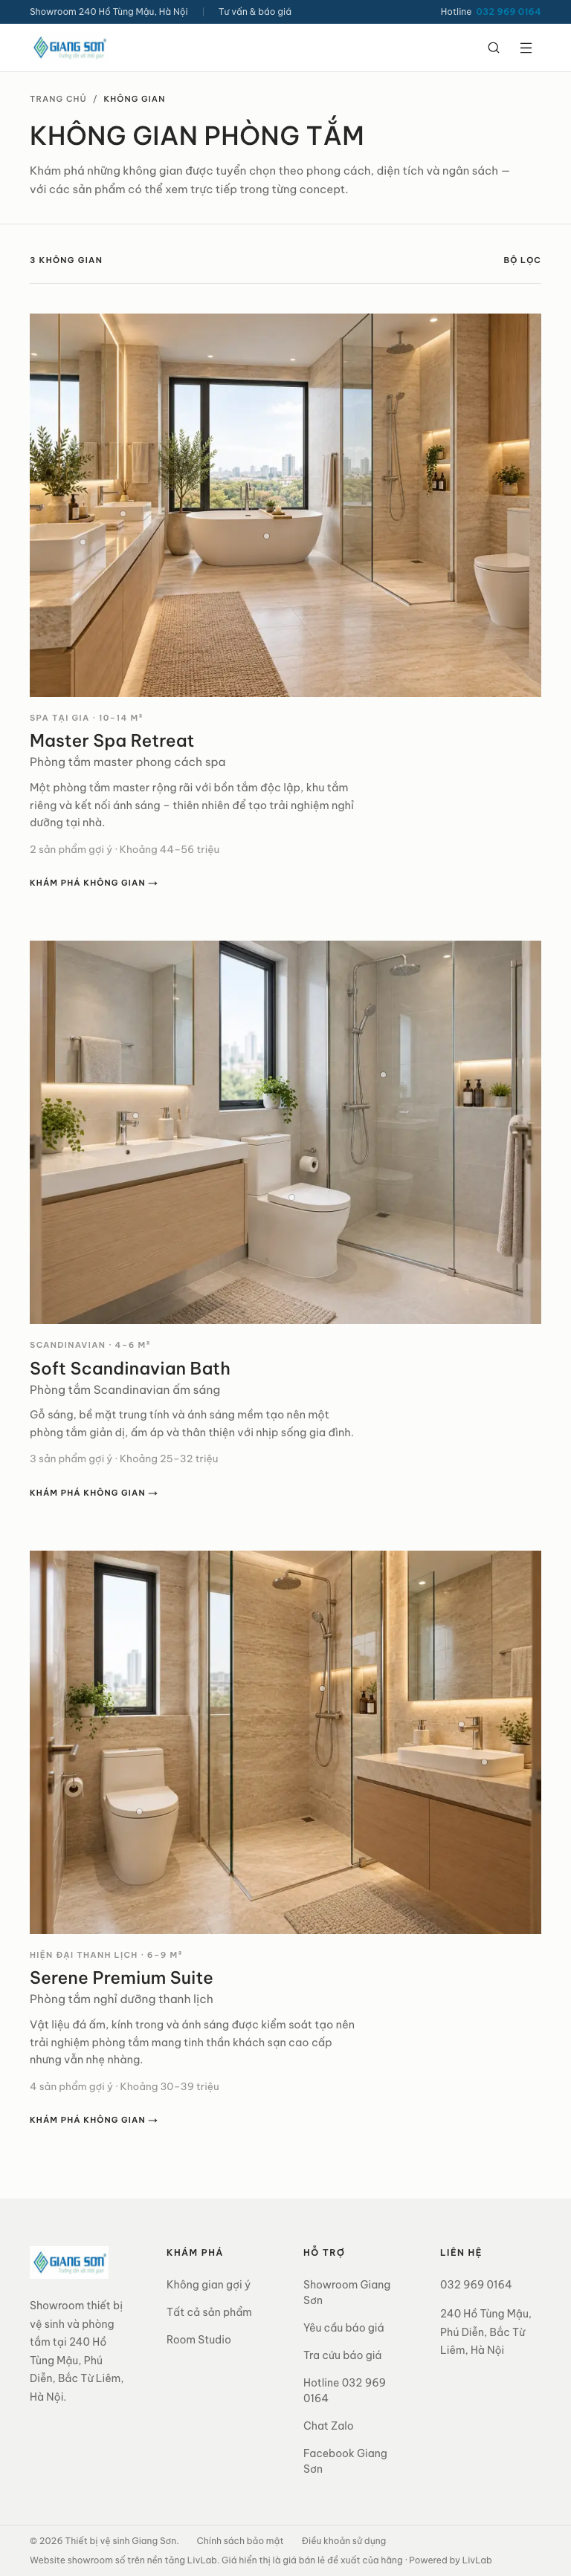 Showroom 240 Hồ Tùng Mậu, Hà Nội | Tư vấn & báo giá Hotline 032 969 0164
GIANG SƠN
TRANG CHỦ / KHÔNG GIAN
KHÔNG GIAN PHÒNG TẮM
Khám phá những không gian được tuyển chọn theo phong cách, diện tích và ngân sách —
với các sản phẩm có thể xem trực tiếp trong từng concept.
3 KHÔNG GIAN BỘ LỌC
SPA TẠI GIA · 10–14 M²
Master Spa Retreat
Phòng tắm master phong cách spa
Một phòng tắm master rộng rãi với bồn tắm độc lập, khu tắm
riêng và kết nối ánh sáng – thiên nhiên để tạo trải nghiệm nghỉ
dưỡng tại nhà.
2 sản phẩm gợi ý · Khoảng 44–56 triệu
KHÁM PHÁ KHÔNG GIAN →
SCANDINAVIAN · 4–6 M²
Soft Scandinavian Bath
Phòng tắm Scandinavian ấm sáng
Gỗ sáng, bề mặt trung tính và ánh sáng mềm tạo nên một
phòng tắm giản dị, ấm áp và thân thiện với nhịp sống gia đình.
3 sản phẩm gợi ý · Khoảng 25–32 triệu
KHÁM PHÁ KHÔNG GIAN →
HIỆN ĐẠI THANH LỊCH · 6–9 M²
Serene Premium Suite
Phòng tắm nghỉ dưỡng thanh lịch
Vật liệu đá ấm, kính trong và ánh sáng được kiểm soát tạo nên
trải nghiệm phòng tắm mang tinh thần khách sạn cao cấp
nhưng vẫn nhẹ nhàng.
4 sản phẩm gợi ý · Khoảng 30–39 triệu
KHÁM PHÁ KHÔNG GIAN →
GIANG SƠN
Showroom thiết bị
vệ sinh và phòng
tắm tại 240 Hồ
Tùng Mậu, Phú
Diễn, Bắc Từ Liêm,
Hà Nội.
KHÁM PHÁ
Không gian gợi ý
Tất cả sản phẩm
Room Studio
HỖ TRỢ
Showroom Giang
Sơn
Yêu cầu báo giá
Tra cứu báo giá
Hotline 032 969
0164
Chat Zalo
Facebook Giang
Sơn
LIÊN HỆ
032 969 0164
240 Hồ Tùng Mậu,
Phú Diễn, Bắc Từ
Liêm, Hà Nội
© 2026 Thiết bị vệ sinh Giang Sơn. Chính sách bảo mật Điều khoản sử dụng
Website showroom số trên nền tảng LivLab. Giá hiển thị là giá bán lẻ đề xuất của hãng · Powered by LivLab